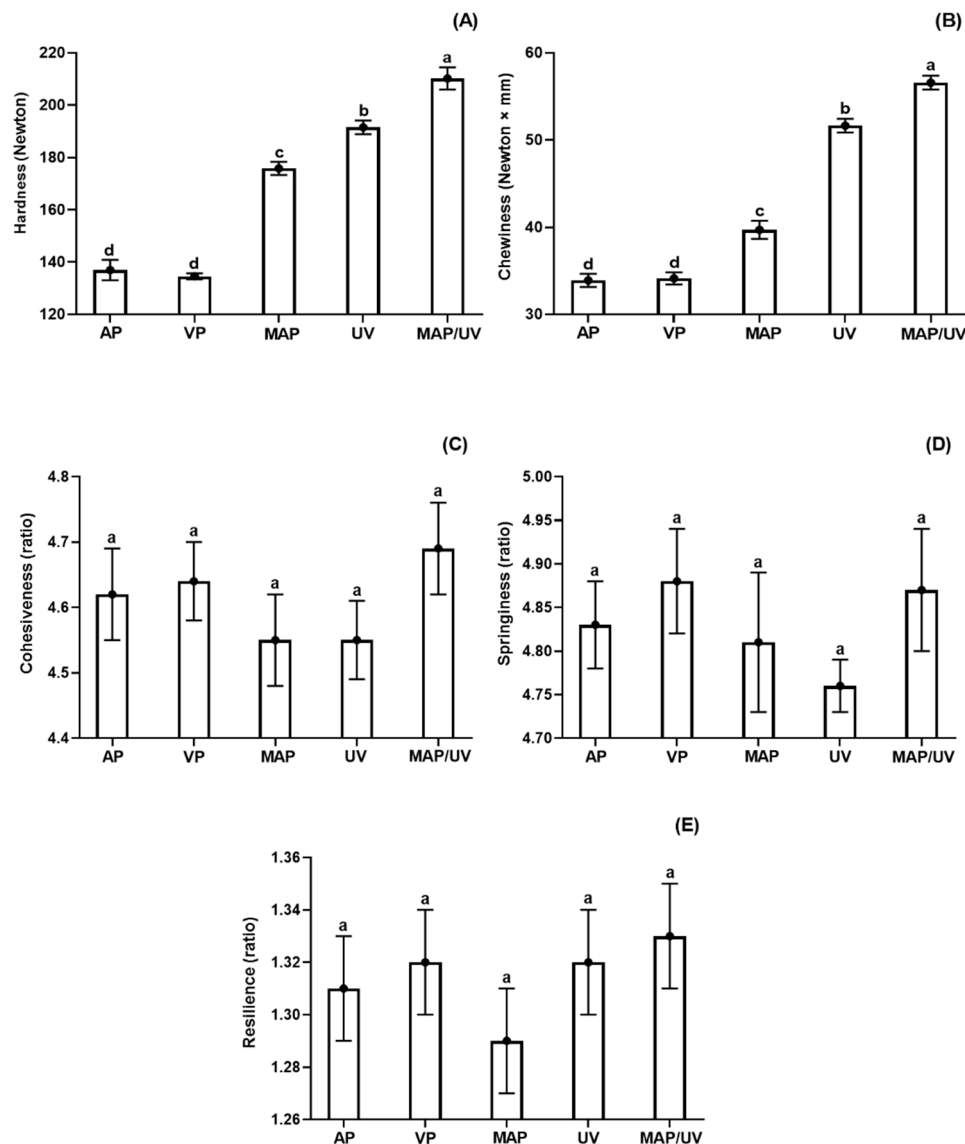 (A)
Hardness (Newton)
220
200
180
160
140
120
d
d
c
b
a
AP VP MAP UV MAP/UV
(B)
Chewiness (Newton × mm)
60
50
40
30
d
d
c
b
a
AP VP MAP UV MAP/UV
(C)
Cohesiveness (ratio)
4.8
4.7
4.6
4.5
4.4
a
a
a
a
a
AP VP MAP UV MAP/UV
(D)
Springiness (ratio)
5.00
4.95
4.90
4.85
4.80
4.75
4.70
a
a
a
a
a
AP VP MAP UV MAP/UV
(E)
Resilience (ratio)
1.36
1.34
1.32
1.30
1.28
1.26
a
a
a
a
a
AP VP MAP UV MAP/UV